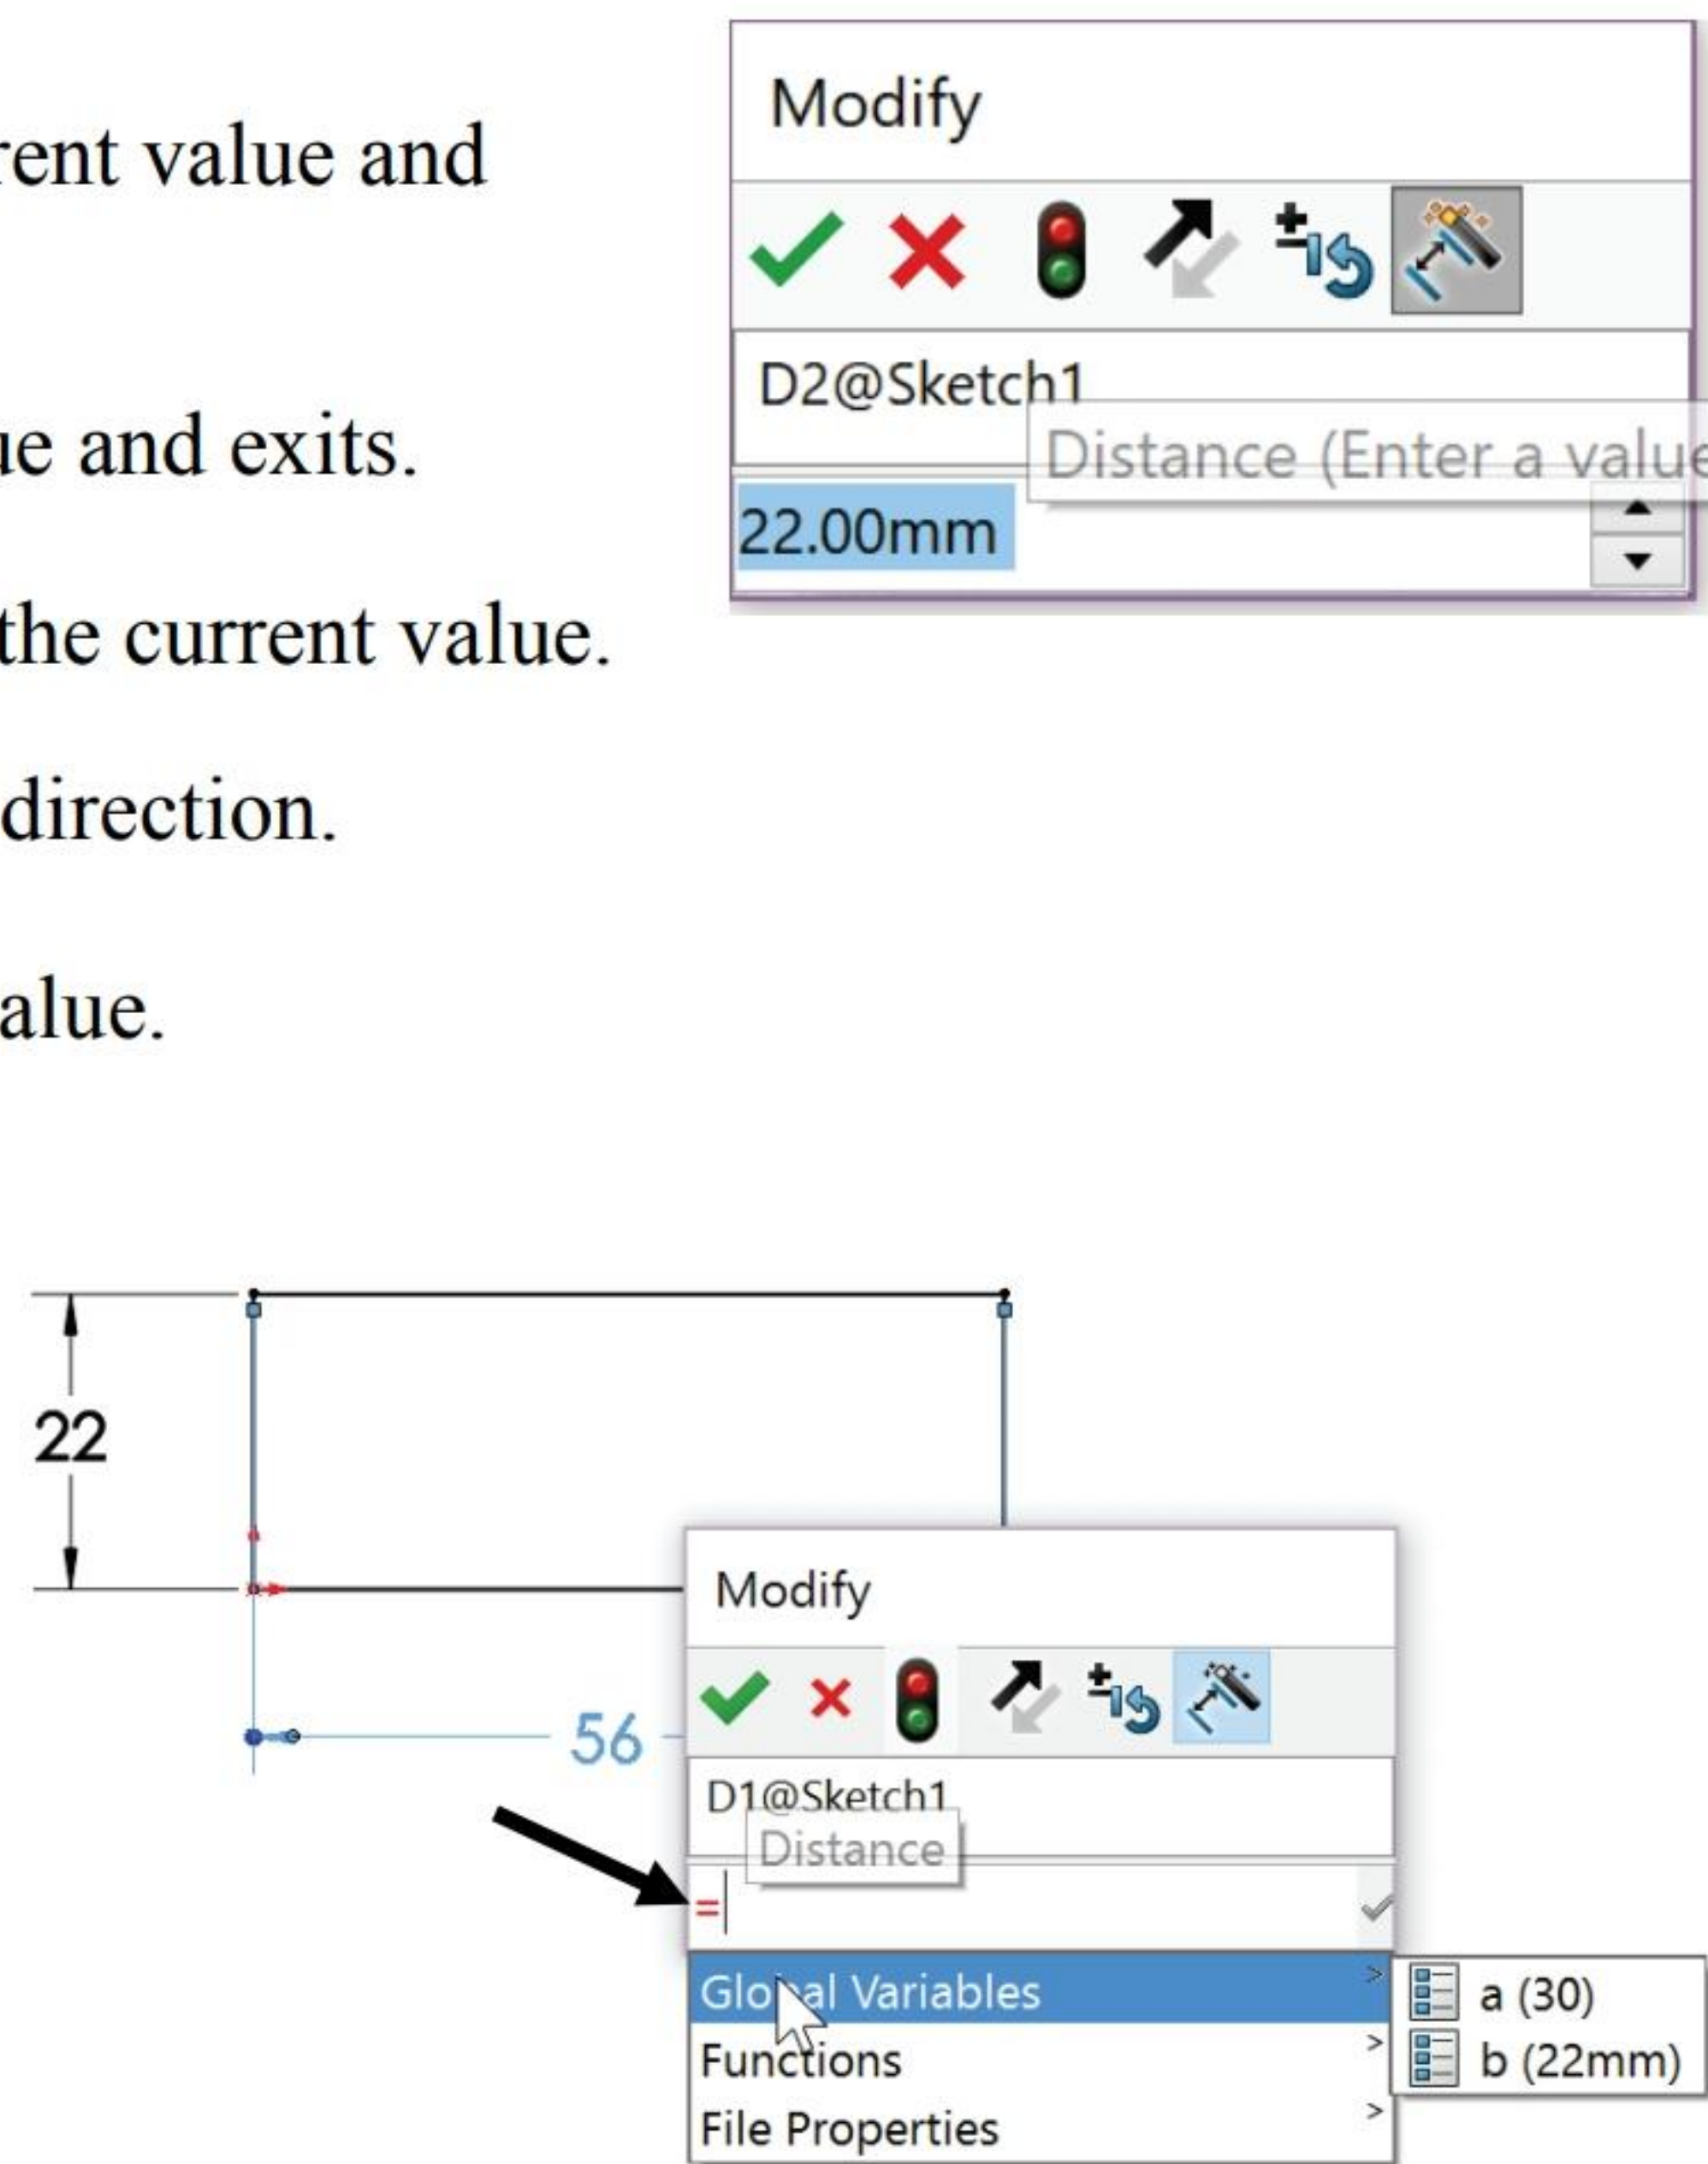 rent value and
ue and exits.
the current value.
direction.
alue.
Modify
D2@Sketch1
Distance (Enter a value
22.00mm
22
56
Modify
D1@Sketch1
Distance
=
Global Variables
a (30)
Functions
b (22mm)
File Properties